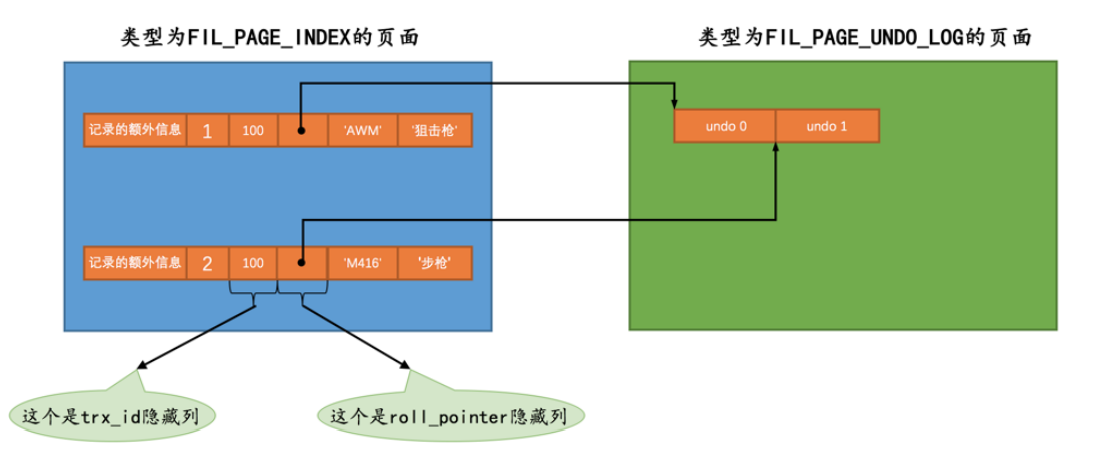 类型为FIL_PAGE_INDEX的页面
类型为FIL_PAGE_UNDO_LOG的页面
记录的额外信息 1 100 'AWM' '狙击枪'
undo 0 undo 1
记录的额外信息 2 100 'M416' '步枪'
这个是trx_id隐藏列
这个是roll_pointer隐藏列